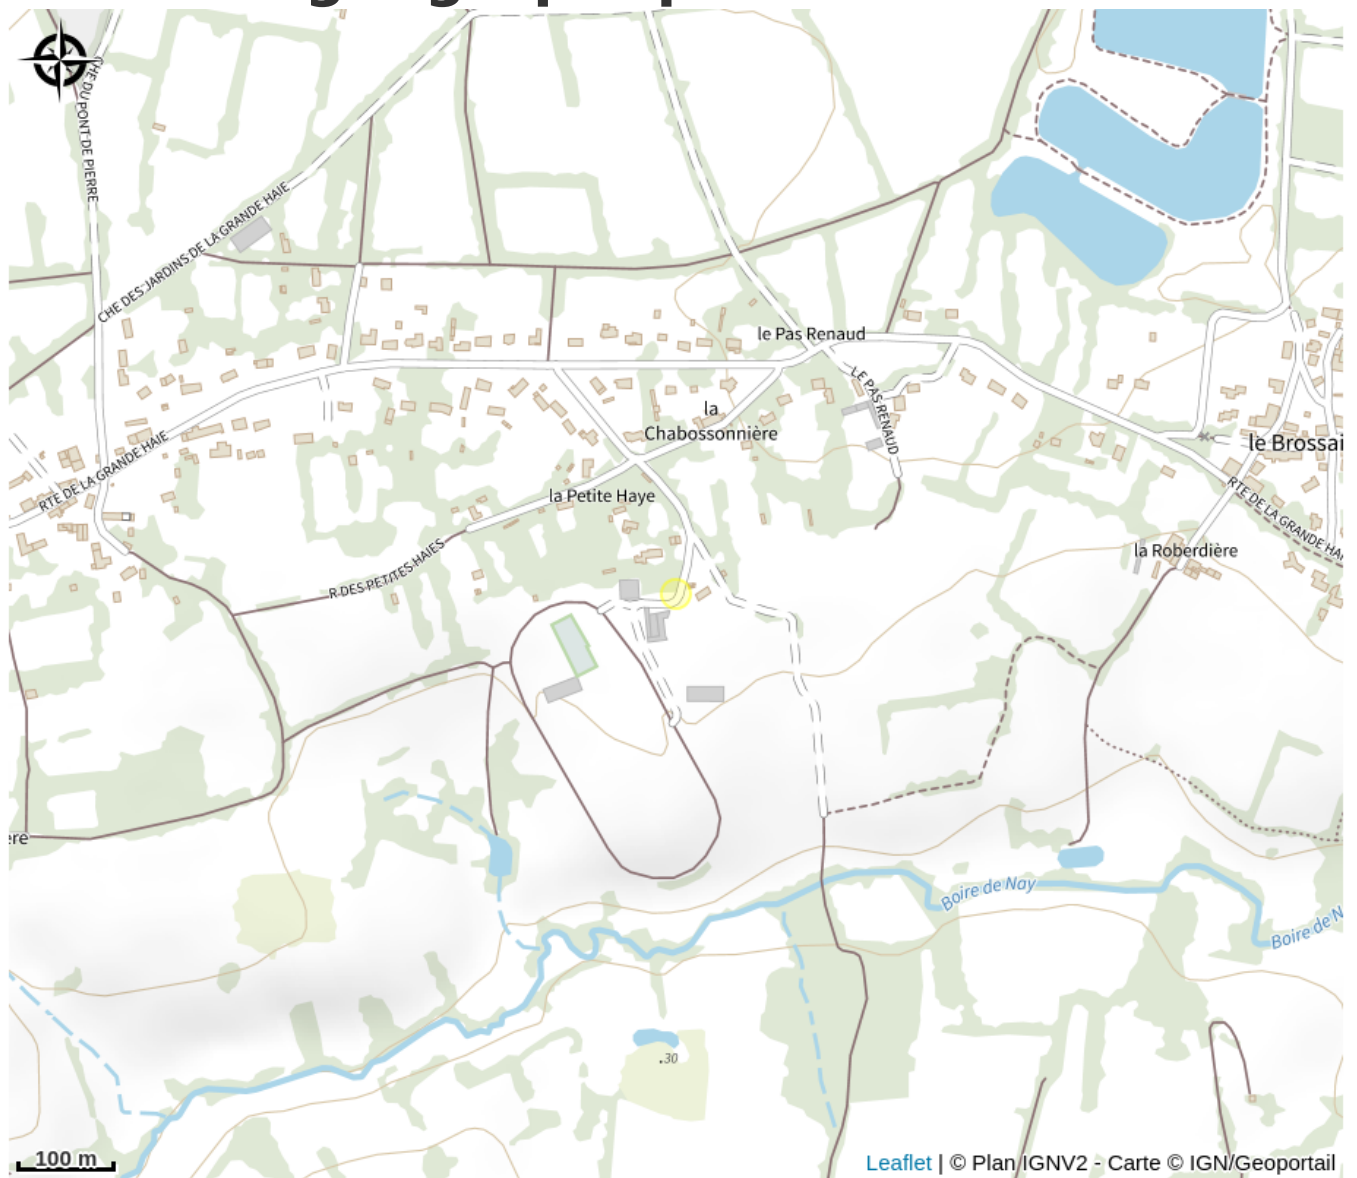 CHE DU PONT DE PIERRE
CHE DES JARDINS DE LA GRANDE HAIE
le Pas Renaud
LE PAS RENAUD
la
Chabossonnière
RTE DE LA GRANDE HAIE
le Brossai
la Petite Haye
RTE DE LA GRANDE HAI
la Roberdière
R DES PETITES HAIES
ere
Boire de Nay
Boire de N
.30
100 m
Leaflet | © Plan IGNV2 - Carte © IGN/Geoportail